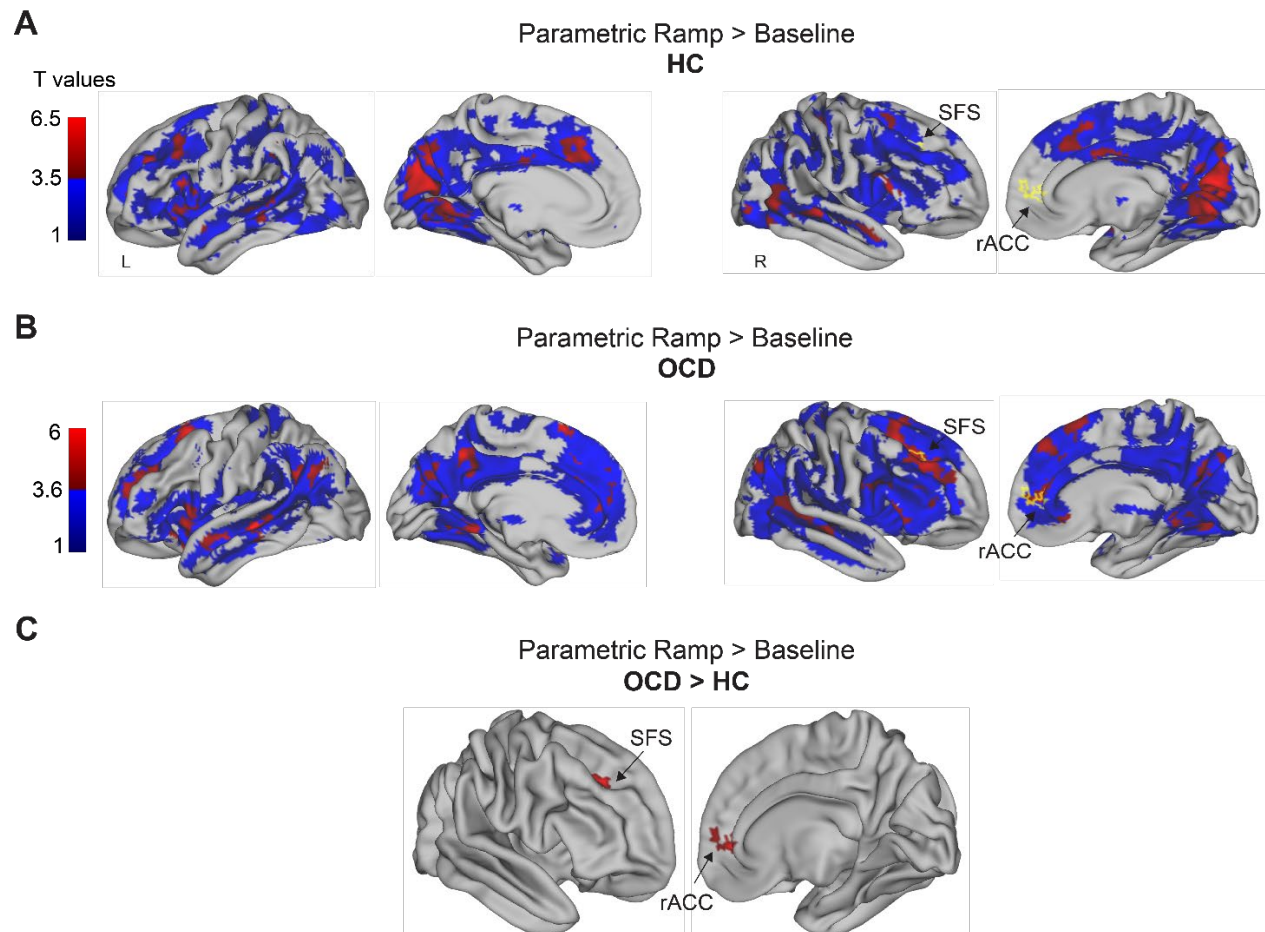 A
Parametric Ramp > Baseline
HC
T values
6.5
3.5
1
L
R
SFS
rACC
B
Parametric Ramp > Baseline
OCD
6
3.6
1
SFS
rACC
C
Parametric Ramp > Baseline
OCD > HC
SFS
rACC